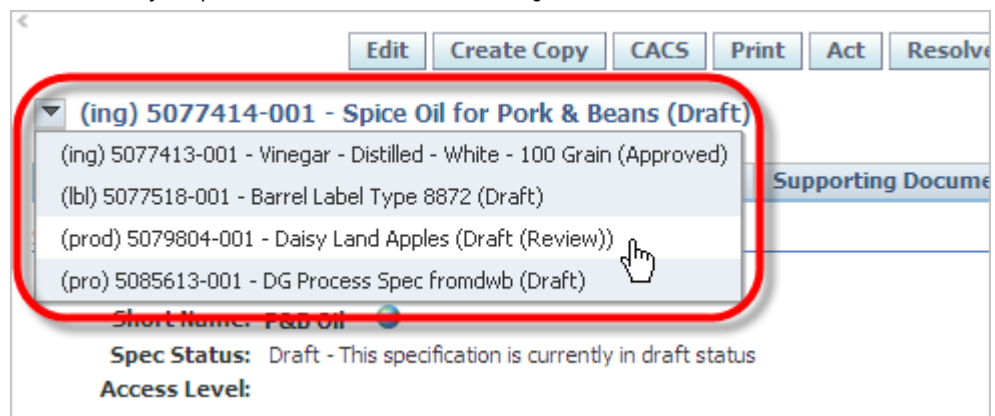 Edit Create Copy CACS Print Act Resolve
(ing) 5077414-001 - Spice Oil for Pork & Beans (Draft)
(ing) 5077413-001 - Vinegar - Distilled - White - 100 Grain (Approved)
(lbl) 5077518-001 - Barrel Label Type 8872 (Draft)
Supporting Docume
(prod) 5079804-001 - Daisy Land Apples (Draft (Review))
(pro) 5085613-001 - DG Process Spec fromdwb (Draft)
Short Name: P&B Oil
Spec Status: Draft - This specification is currently in draft status
Access Level: